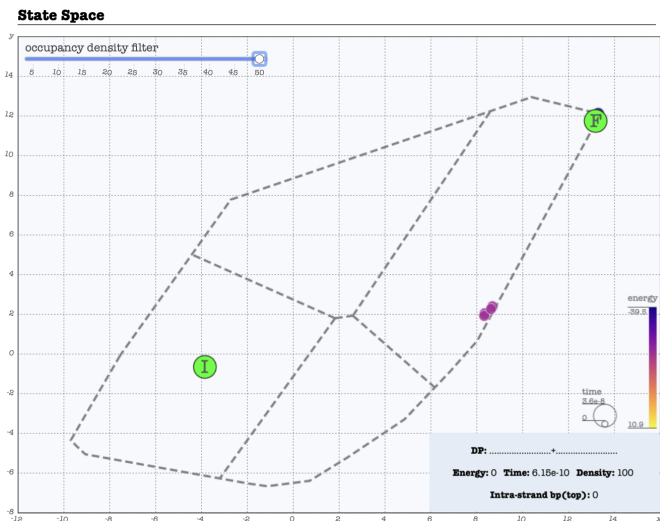 State Space
y
occupancy density filter
5 10 15 20 25 30 35 40 45 50
14
12
F
10
8
6
4
energy
-39.8
2
0
I
-2
time
3.6e-8
0
10.9
-4
DP: ........................+........................
Energy: 0 Time: 6.15e-10 Density: 100
-6
Intra-strand bp(top): 0
-8
-12 -10 -8 -6 -4 -2 0 2 4 6 8 10 12 14